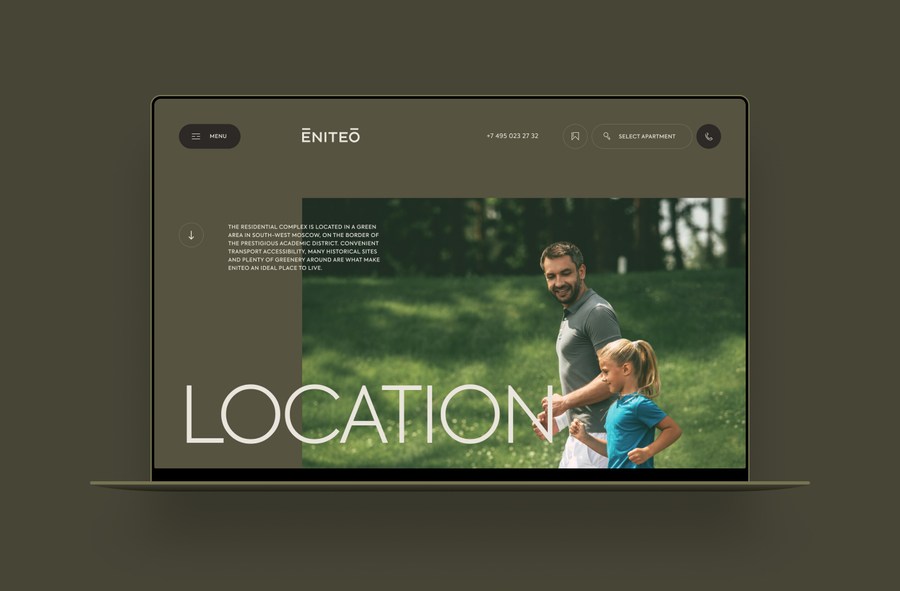 MENU
ĒNITEŌ
+7 495 023 27 32
SELECT APARTMENT
THE RESIDENTIAL COMPLEX IS LOCATED IN A GREEN
AREA IN SOUTH-WEST MOSCOW, ON THE BORDER OF
THE PRESTIGIOUS ACADEMIC DISTRICT. CONVENIENT
TRANSPORT ACCESSIBILITY, MANY HISTORICAL SITES
AND PLENTY OF GREENERY AROUND ARE WHAT MAKE
ENITEO AN IDEAL PLACE TO LIVE.
LOCATION